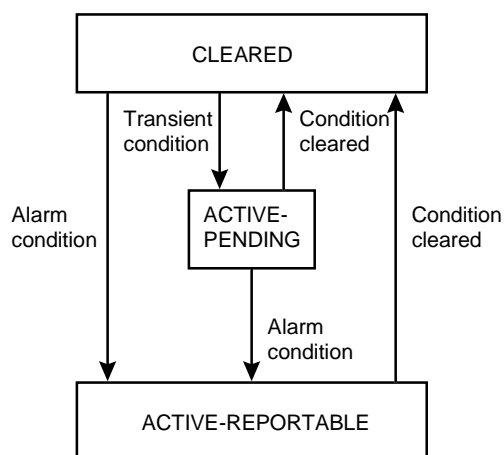 CLEARED
Transient
condition
Condition
cleared
Alarm
condition
ACTIVE-
PENDING
Condition
cleared
Alarm
condition
ACTIVE-REPORTABLE